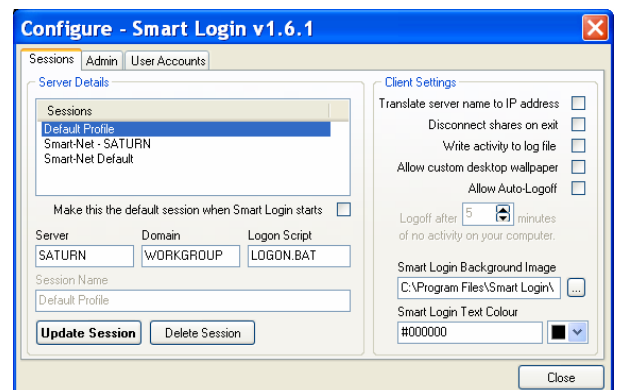 Configure - Smart Login v1.6.1
Sessions Admin User Accounts
Server Details
Sessions
Default Profile
Smart-Net - SATURN
Smart-Net Default
Make this the default session when Smart Login starts
Server Domain Logon Script
SATURN WORKGROUP LOGON.BAT
Session Name
Default Profile
Update Session Delete Session
Client Settings
Translate server name to IP address
Disconnect shares on exit
Write activity to log file
Allow custom desktop wallpaper
Allow Auto-Logoff
Logoff after 5 minutes
of no activity on your computer.
Smart Login Background Image
C:\Program Files\Smart Login\ ...
Smart Login Text Colour
#000000
Close